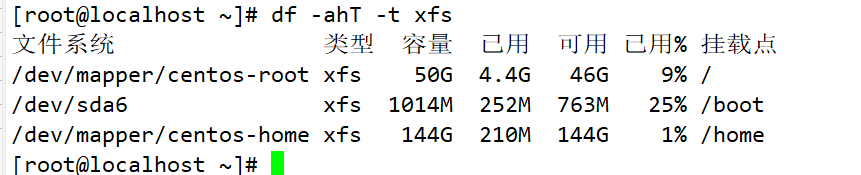 [root@localhost ~]# df -ahT -t xfs
文件系统 类型 容量 已用 可用 已用% 挂载点
/dev/mapper/centos-root xfs 50G 4.4G 46G 9% /
/dev/sda6 xfs 1014M 252M 763M 25% /boot
/dev/mapper/centos-home xfs 144G 210M 144G 1% /home
[root@localhost ~]#